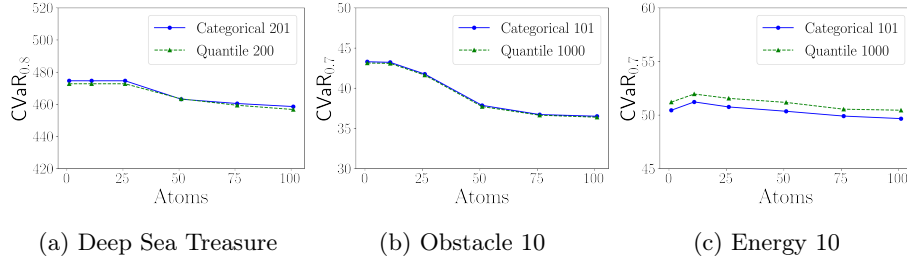 520
500
480
460
440
420
CVaR0.8
0
25
50
75
100
Atoms
Categorical 201
Quantile 200
(a) Deep Sea Treasure
50
45
40
35
30
CVaR0.7
0
25
50
75
100
Atoms
Categorical 101
Quantile 1000
(b) Obstacle 10
60
55
50
45
CVaR0.7
0
25
50
75
100
Atoms
Categorical 101
Quantile 1000
(c) Energy 10